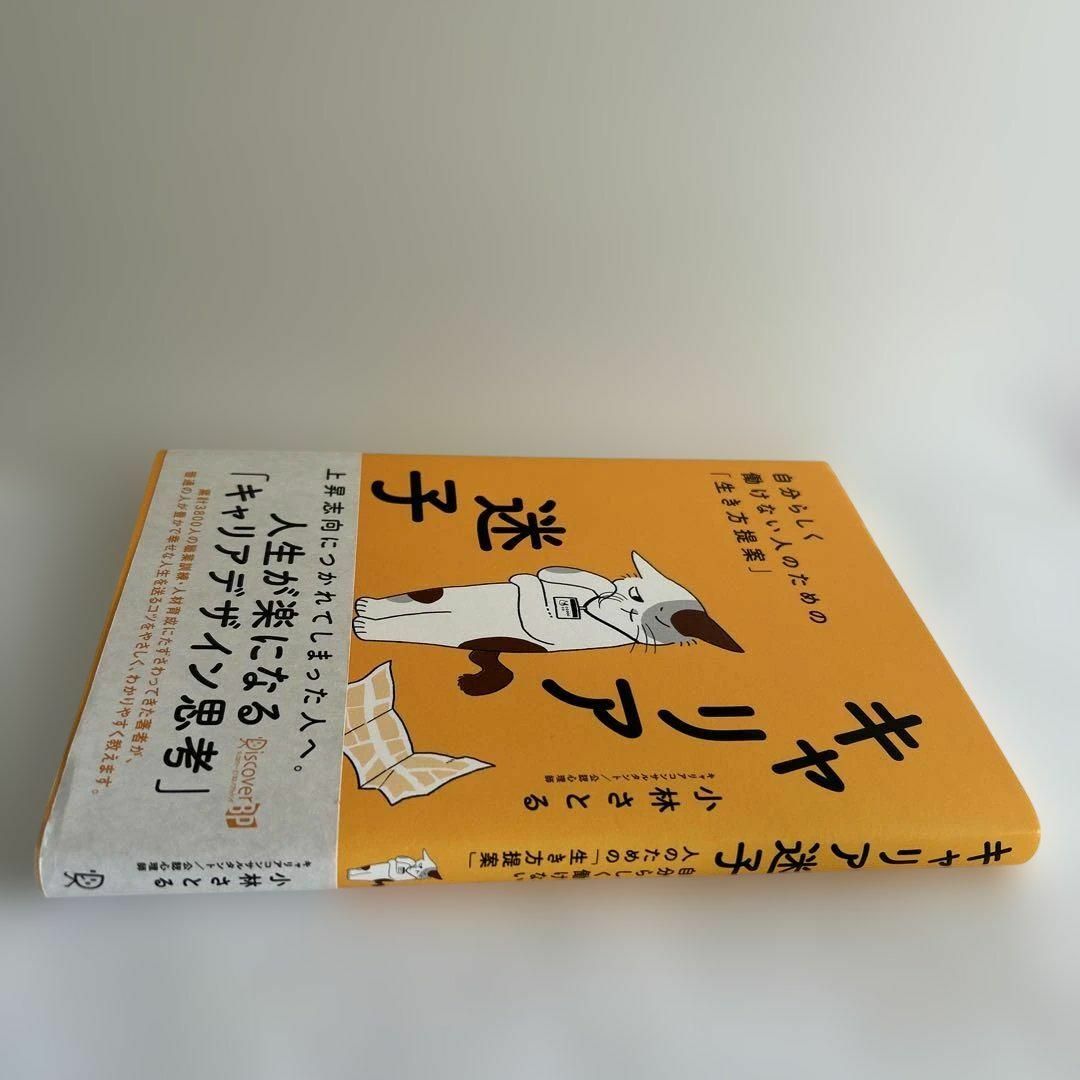 自分らしく
働けない人のための
「生き方提案」
キャリア
迷子
キャリアコンサルタント/公認心理師
小林さとる
上昇志向につかれてしまった人へ。
人生が楽になる
「キャリアデザイン思考」
累計3800人の職業訓練・人材育成にたずさわってきた著者が、
普通の人が豊かで幸せな人生を送るコツをやさしく、わかりやすく教えます。
Discover
キャリア迷子
自分らしく働けない
人のための「生き方提案」
キャリアコンサルタント/公認心理師
小林さとる